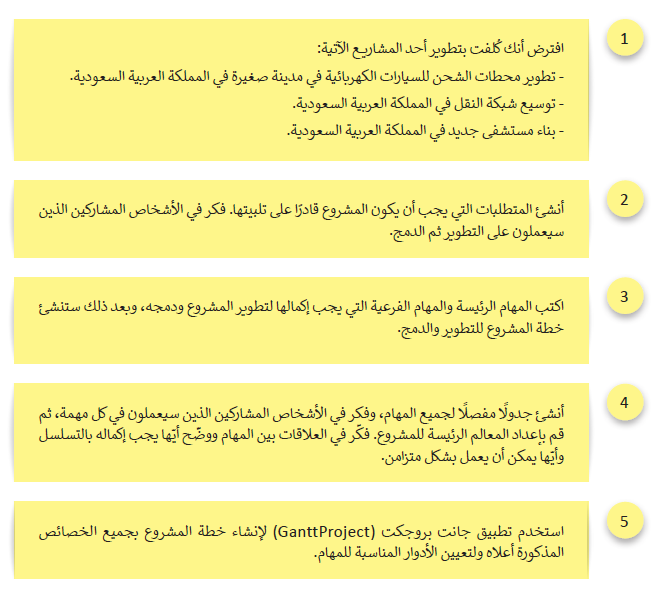 1
افترض أنك كُلفت بتطوير أحد المشاريع الآتية:
- تطوير محطات الشحن للسيارات الكهربائية في مدينة صغيرة في المملكة العربية السعودية.
- توسيع شبكة النقل في المملكة العربية السعودية.
- بناء مستشفى جديد في المملكة العربية السعودية.
2
أنشئ المتطلبات التي يجب أن يكون المشروع قادرًا على تلبيتها. فكر في الأشخاص المشاركين الذين
سيعملون على التطوير ثم الدمج.
3
اكتب المهام الرئيسة والمهام الفرعية التي يجب إكمالها لتطوير المشروع ودمجه، وبعد ذلك ستنشئ
خطة المشروع للتطوير والدمج.
4
أنشئ جدولًا مفصلًا لجميع المهام، وفكر في الأشخاص المشاركين الذين سيعملون في كل مهمة، ثم
قم بإعداد المعالم الرئيسة للمشروع. فكّر في العلاقات بين المهام ووضّح أيّها يجب إكماله بالتسلسل
وأيّها يمكن أن يعمل بشكل متزامن.
5
استخدم تطبيق جانت بروجكت (GanttProject) لإنشاء خطة المشروع بجميع الخصائص
المذكورة أعلاه ولتعيين الأدوار المناسبة للمهام.